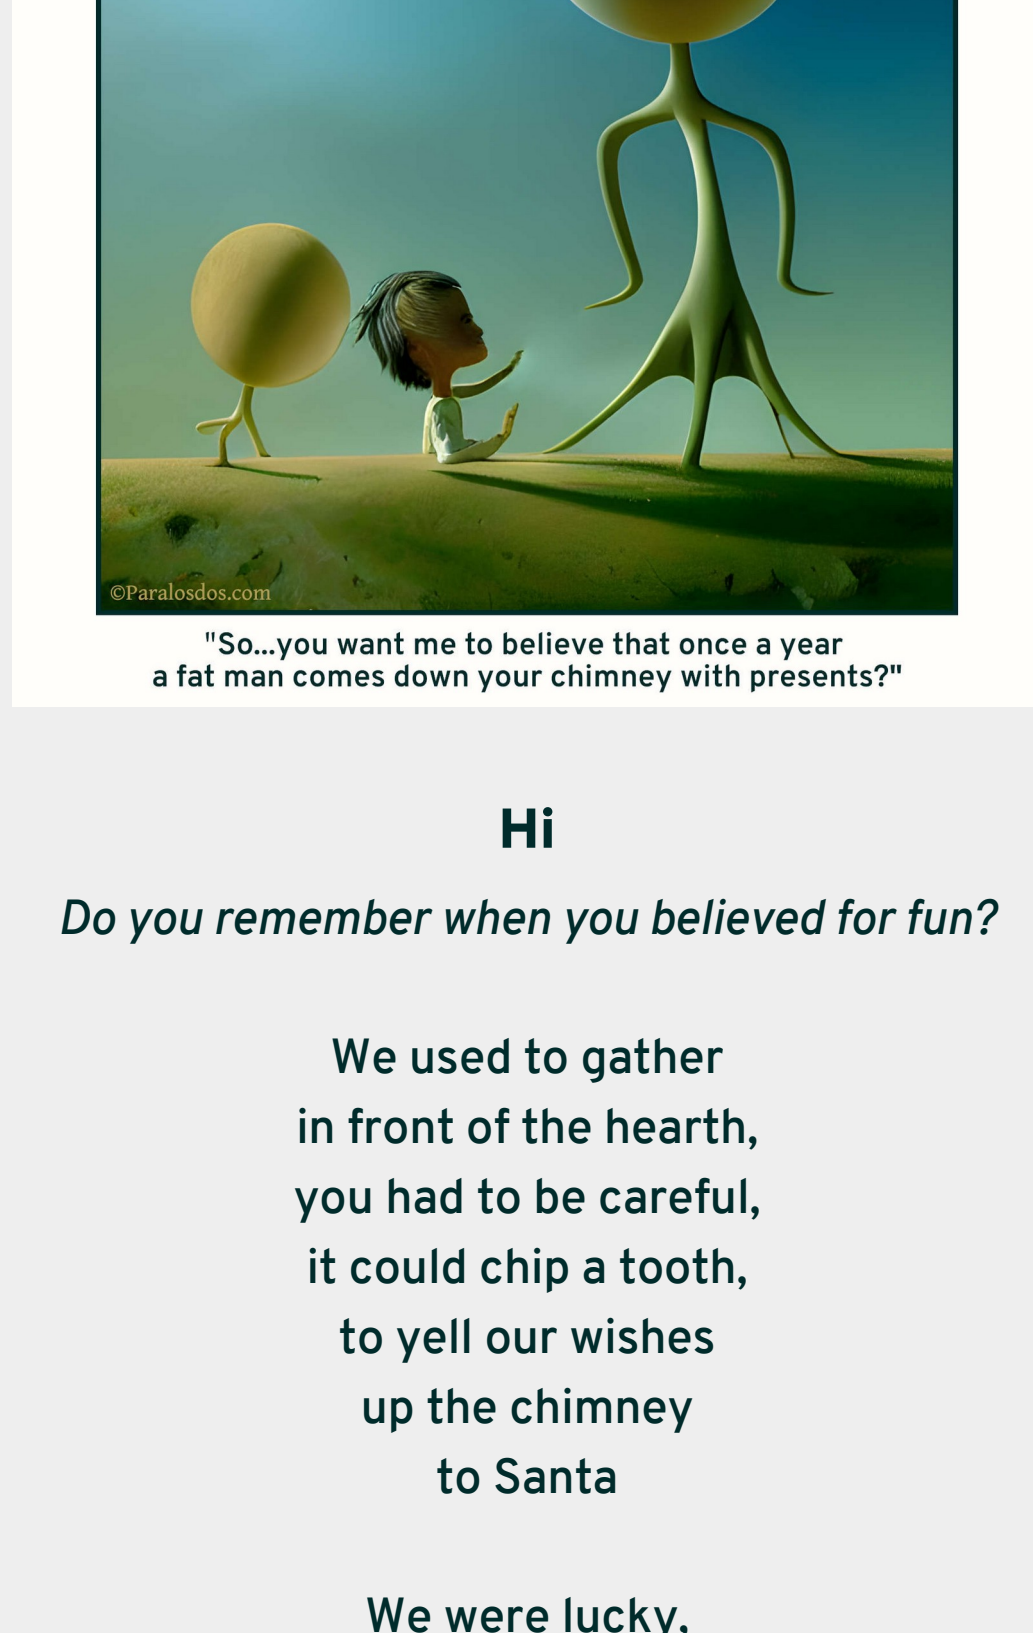 ©Paralosdos.com
"So...you want me to believe that once a year
a fat man comes down your chimney with presents?"
Hi
Do you remember when you believed for fun?
We used to gather
in front of the hearth,
you had to be careful,
it could chip a tooth,
to yell our wishes
up the chimney
to Santa
We were lucky,